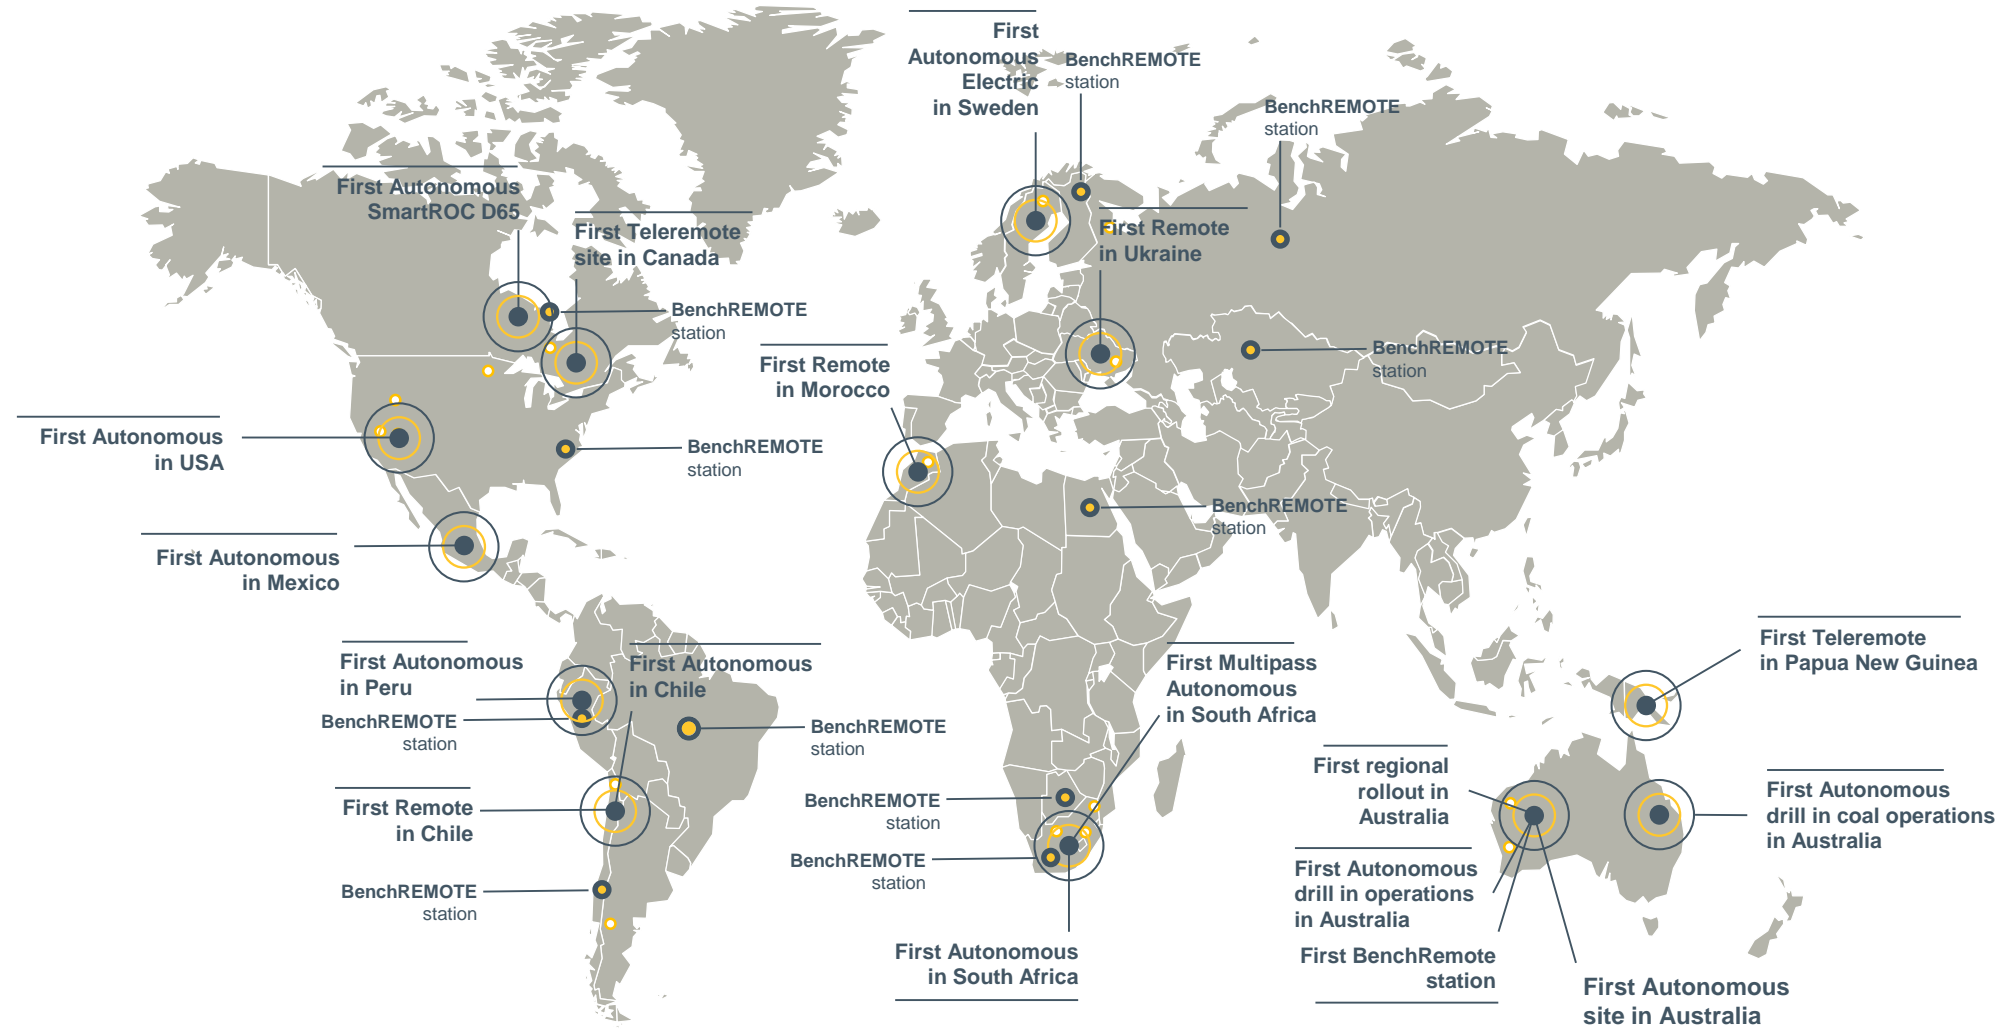 First
Autonomous
Electric
in Sweden
BenchREMOTE
station
BenchREMOTE
station
First Autonomous
SmartROC D65
First Teleremote
site in Canada
First Remote
in Ukraine
BenchREMOTE
station
First Remote
in Morocco
BenchREMOTE
station
First Autonomous
in USA
BenchREMOTE
station
BenchREMOTE
station
First Autonomous
in Mexico
First Autonomous
in Peru
First Autonomous
in Chile
First Multipass
Autonomous
in South Africa
First Teleremote
in Papua New Guinea
BenchREMOTE
station
BenchREMOTE
station
First regional
rollout in
Australia
First Autonomous
drill in coal operations
in Australia
First Remote
in Chile
BenchREMOTE
station
BenchREMOTE
station
First Autonomous
drill in operations
in Australia
BenchREMOTE
station
First Autonomous
in South Africa
First BenchRemote
station
First Autonomous
site in Australia